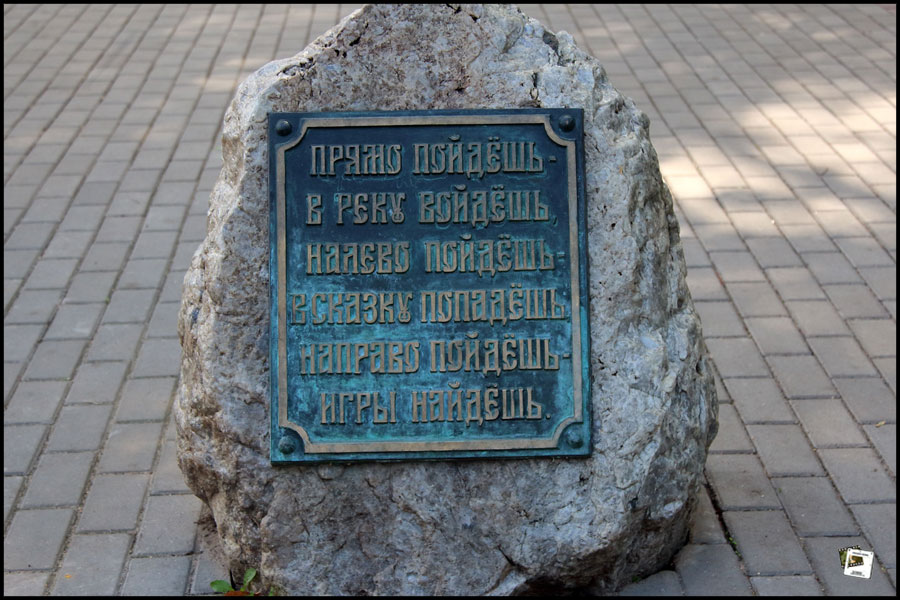 ПРЯМО ПОЙДЁШЬ-
В РЕКУ ВОЙДЁШЬ,
НАЛЕВО ПОЙДЁШЬ-
В СКАЗКУ ПОПАДЁШЬ,
НАПРАВО ПОЙДЁШЬ-
ИГРЫ НАЙДЁШЬ.